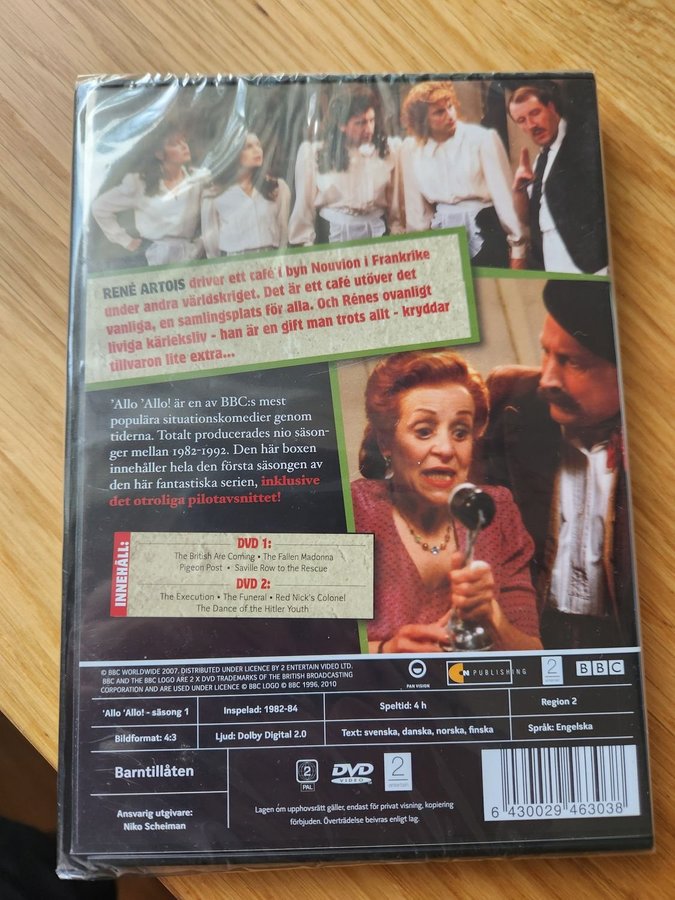 RENÉ ARTOIS driver ett café i byn Nouvion i Frankrike
under andra världskriget. Det är ett café utöver det
vanliga, en samlingsplats för alla. Och Rénes ovanligt
liviga kärleksliv - han är en gift man trots allt - kryddar
tillvaron lite extra...
'Allo 'Allo! är en av BBC:s mest
populära situationskomedier genom
tiderna. Totalt producerades nio säson-
ger mellan 1982-1992. Den här boxen
innehåller hela den första säsongen av
den här fantastiska serien, inklusive
det otroliga pilotavsnittet!
INNEHÅLL:
DVD 1:
The British Are Coming • The Fallen Madonna
Pigeon Post • Saville Row to the Rescue
DVD 2:
The Execution • The Funeral • Red Nick's Colonel
The Dance of the Hitler Youth
© BBC WORLDWIDE 2007. DISTRIBUTED UNDER LICENCE BY 2 ENTERTAIN VIDEO LTD.
BBC AND THE BBC LOGO ARE 2 X DVD TRADEMARKS OF THE BRITISH BROADCASTING
CORPORATION AND ARE USED UNDER LICENCE © BBC LOGO © BBC 1996, 2010
PAN VISION
PUBLISHING
2
BBC
'Allo 'Allo! - säsong 1
Inspelad: 1982-84
Speltid: 4 h
Region 2
Bildformat: 4:3
Ljud: Dolby Digital 2.0
Text: svenska, danska, norska, finska
Språk: Engelska
Barntillåten
2
PAL
DVD
VIDEO
2
entertain
Ansvarig utgivare:
Niko Scheiman
Lagen om upphovsrätt gäller, endast för privat visning, kopiering
förbjuden. Överträdelse beivras enligt lag.
6 430029 463038